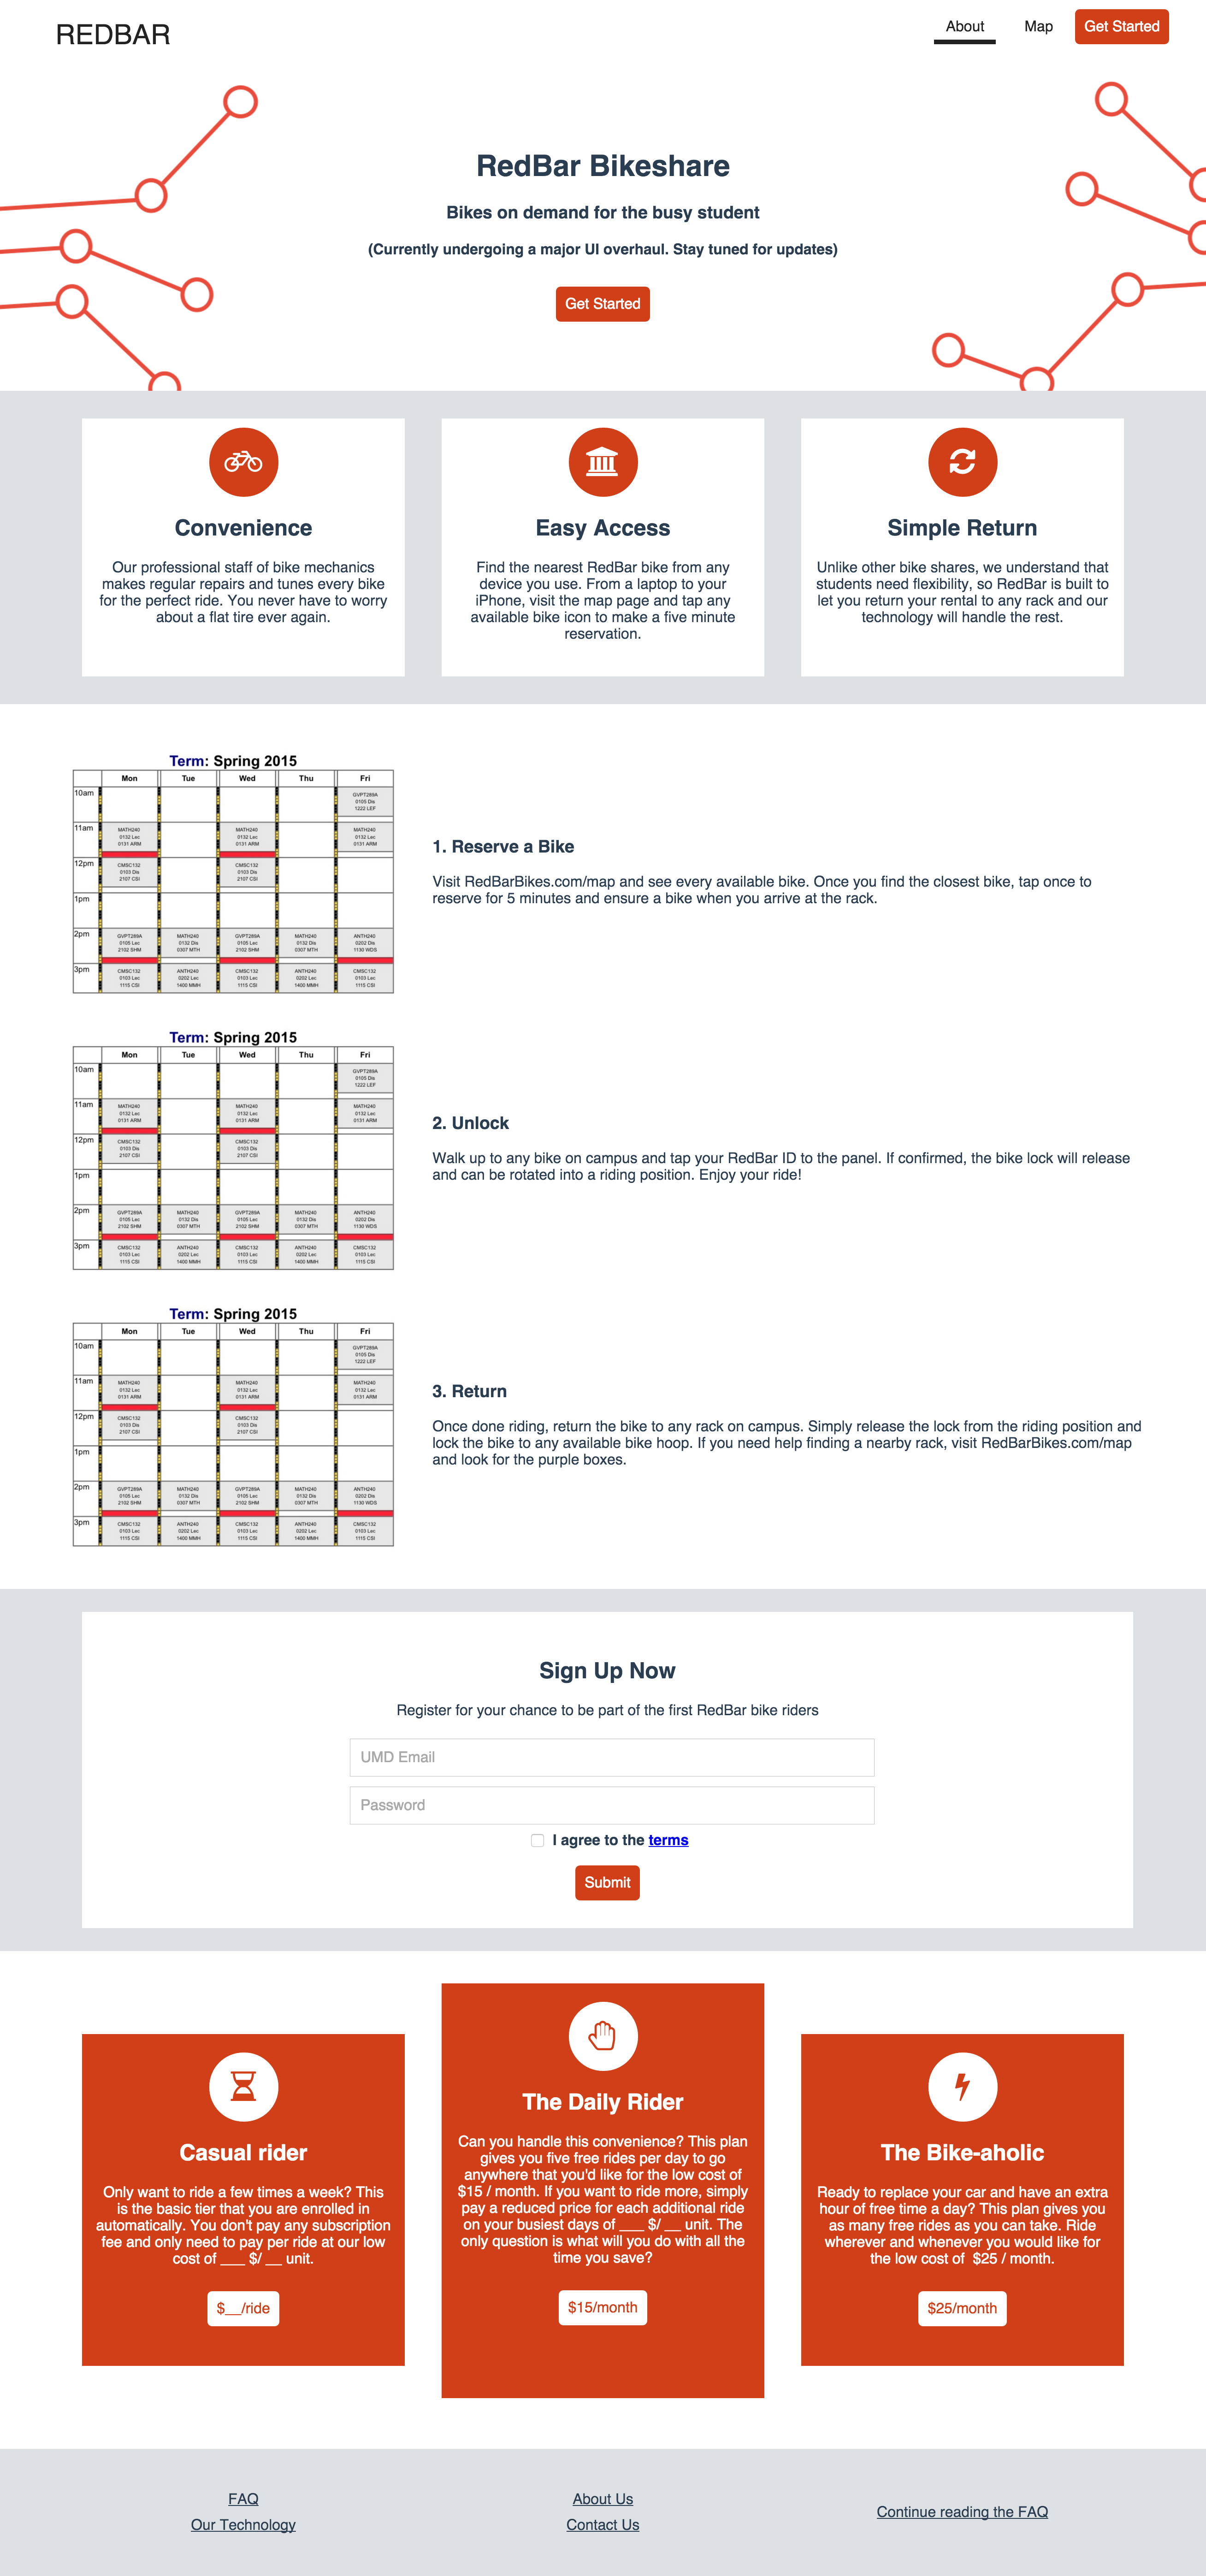 REDBAR
About
Map
Get Started
RedBar Bikeshare
Bikes on demand for the busy student
(Currently undergoing a major UI overhaul. Stay tuned for updates)
Get Started
Convenience
Our professional staff of bike mechanics
makes regular repairs and tunes every bike
for the perfect ride. You never have to worry
about a flat tire ever again.
Easy Access
Find the nearest RedBar bike from any
device you use. From a laptop to your
iPhone, visit the map page and tap any
available bike icon to make a five minute
reservation.
Simple Return
Unlike other bike shares, we understand that
students need flexibility, so RedBar is built to
let you return your rental to any rack and our
technology will handle the rest.
Term: Spring 2015
Mon Tue Wed Thu Fri
10am
GVPT289A
0105 Dis
1222 LEF
11am
MATH240 MATH240 MATH240
0132 Lec 0132 Lec 0132 Lec
0131 ARM 0131 ARM 0131 ARM
12pm
CMSC132 CMSC132
0103 Dis 0103 Dis
2107 CSI 2107 CSI
1pm
2pm
GVPT289A MATH240 GVPT289A MATH240 ANTH240
0105 Lec 0132 Dis 0105 Lec 0132 Dis 0202 Dis
2102 SHM 0307 MTH 2102 SHM 0307 MTH 1130 WDS
3pm
CMSC132 ANTH240 CMSC132 ANTH240 CMSC132
0103 Lec 0202 Lec 0103 Lec 0202 Lec 0103 Lec
1115 CSI 1400 MMH 1115 CSI 1400 MMH 1115 CSI
1. Reserve a Bike
Visit RedBarBikes.com/map and see every available bike. Once you find the closest bike, tap once to
reserve for 5 minutes and ensure a bike when you arrive at the rack.
Term: Spring 2015
Mon Tue Wed Thu Fri
10am
GVPT289A
0105 Dis
1222 LEF
11am
MATH240 MATH240 MATH240
0132 Lec 0132 Lec 0132 Lec
0131 ARM 0131 ARM 0131 ARM
12pm
CMSC132 CMSC132
0103 Dis 0103 Dis
2107 CSI 2107 CSI
1pm
2pm
GVPT289A MATH240 GVPT289A MATH240 ANTH240
0105 Lec 0132 Dis 0105 Lec 0132 Dis 0202 Dis
2102 SHM 0307 MTH 2102 SHM 0307 MTH 1130 WDS
3pm
CMSC132 ANTH240 CMSC132 ANTH240 CMSC132
0103 Lec 0202 Lec 0103 Lec 0202 Lec 0103 Lec
1115 CSI 1400 MMH 1115 CSI 1400 MMH 1115 CSI
2. Unlock
Walk up to any bike on campus and tap your RedBar ID to the panel. If confirmed, the bike lock will release
and can be rotated into a riding position. Enjoy your ride!
Term: Spring 2015
Mon Tue Wed Thu Fri
10am
GVPT289A
0105 Dis
1222 LEF
11am
MATH240 MATH240 MATH240
0132 Lec 0132 Lec 0132 Lec
0131 ARM 0131 ARM 0131 ARM
12pm
CMSC132 CMSC132
0103 Dis 0103 Dis
2107 CSI 2107 CSI
1pm
2pm
GVPT289A MATH240 GVPT289A MATH240 ANTH240
0105 Lec 0132 Dis 0105 Lec 0132 Dis 0202 Dis
2102 SHM 0307 MTH 2102 SHM 0307 MTH 1130 WDS
3pm
CMSC132 ANTH240 CMSC132 ANTH240 CMSC132
0103 Lec 0202 Lec 0103 Lec 0202 Lec 0103 Lec
1115 CSI 1400 MMH 1115 CSI 1400 MMH 1115 CSI
3. Return
Once done riding, return the bike to any rack on campus. Simply release the lock from the riding position and
lock the bike to any available bike hoop. If you need help finding a nearby rack, visit RedBarBikes.com/map
and look for the purple boxes.
Sign Up Now
Register for your chance to be part of the first RedBar bike riders
UMD Email
Password
I agree to the terms
Submit
Casual rider
Only want to ride a few times a week? This
is the basic tier that you are enrolled in
automatically. You don't pay any subscription
fee and only need to pay per ride at our low
cost of ___ $/ __ unit.
$__/ride
The Daily Rider
Can you handle this convenience? This plan
gives you five free rides per day to go
anywhere that you'd like for the low cost of
$15 / month. If you want to ride more, simply
pay a reduced price for each additional ride
on your busiest days of ___ $/ __ unit. The
only question is what will you do with all the
time you save?
$15/month
The Bike-aholic
Ready to replace your car and have an extra
hour of free time a day? This plan gives you
as many free rides as you can take. Ride
wherever and whenever you would like for
the low cost of $25 / month.
$25/month
FAQ
Our Technology
About Us
Contact Us
Continue reading the FAQ